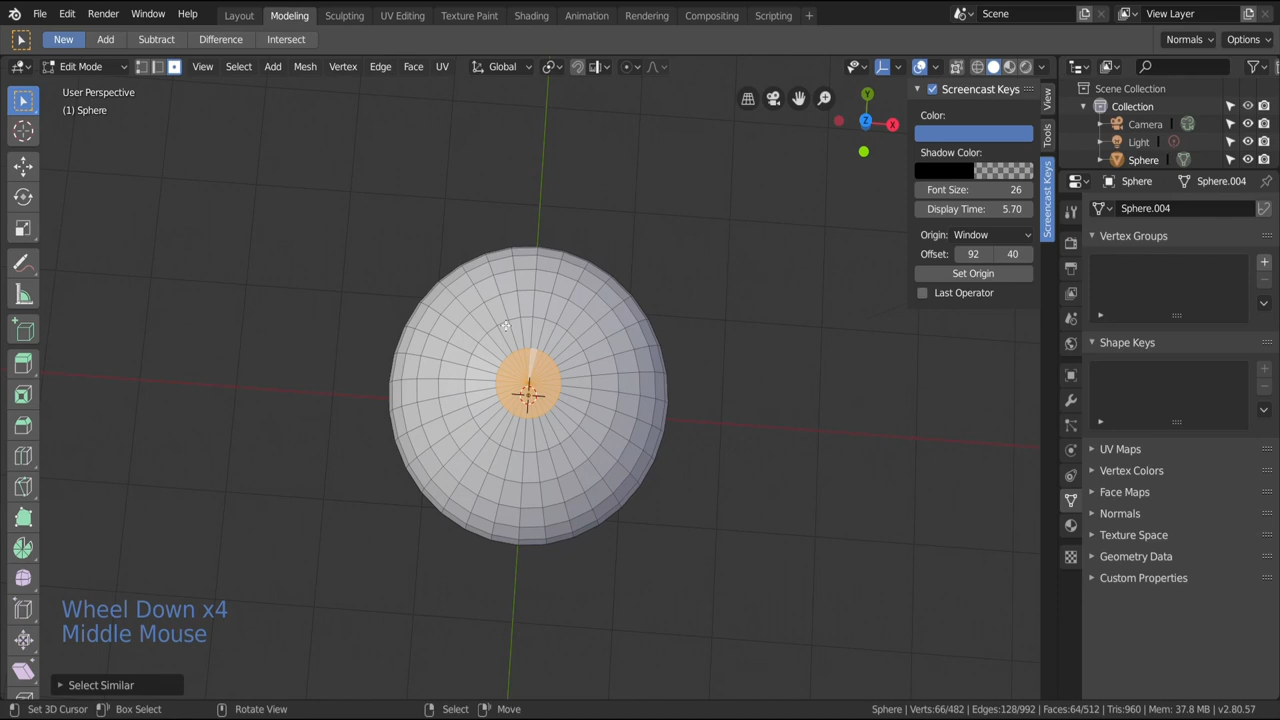 File Edit Render Window Help
Layout Modeling Sculpting UV Editing Texture Paint Shading Animation Rendering Compositing Scripting +
Scene
View Layer
New Add Subtract Difference Intersect
Normals Options
Edit Mode View Select Add Mesh Vertex Edge Face UV
Global
User Perspective
(1) Sphere
Y
Z
X
Screencast Keys
Color:
Shadow Color:
Font Size: 26
Display Time: 5.70
Origin: Window
Offset: 92 40
Set Origin
Last Operator
View
Tools
Screencast Keys
Scene Collection
Collection
Camera
Light
Sphere
Sphere Sphere.004
Sphere.004
Vertex Groups
Shape Keys
UV Maps
Vertex Colors
Face Maps
Normals
Texture Space
Geometry Data
Custom Properties
Wheel Down x4
Middle Mouse
Select Similar
Set 3D Cursor Box Select Rotate View Select Move
Sphere | Verts:66/482 | Edges:128/992 | Faces:64/512 | Tris:960 | Mem: 37.8 MB | v2.80.57